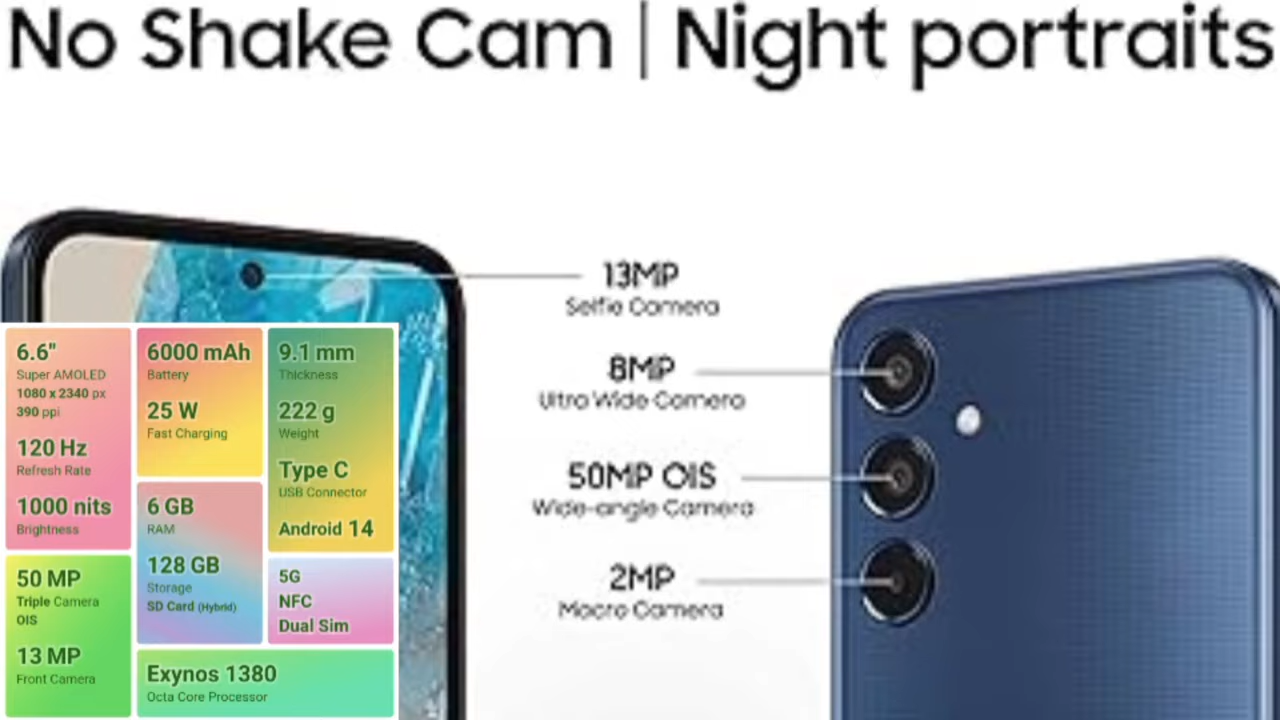 No Shake Cam | Night portraits
13MP
Selfie Camera
8MP
Ultra Wide Camera
50MP OIS
Wide-angle Camera
2MP
Macro Camera
6.6"
Super AMOLED
1080 x 2340 px
390 ppi
120 Hz
Refresh Rate
1000 nits
Brightness
50 MP
Triple Camera
OIS
13 MP
Front Camera
6000 mAh
Battery
25 W
Fast Charging
6 GB
RAM
128 GB
Storage
SD Card (Hybrid)
9.1 mm
Thickness
222 g
Weight
Type C
USB Connector
Android 14
5G
NFC
Dual Sim
Exynos 1380
Octa Core Processor